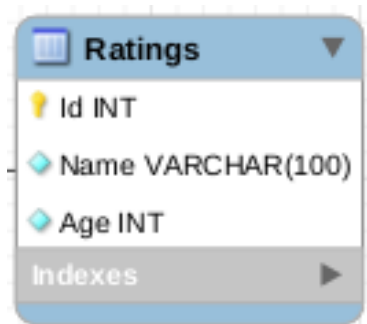 Ratings
Id INT
Name VARCHAR(100)
Age INT
Indexes